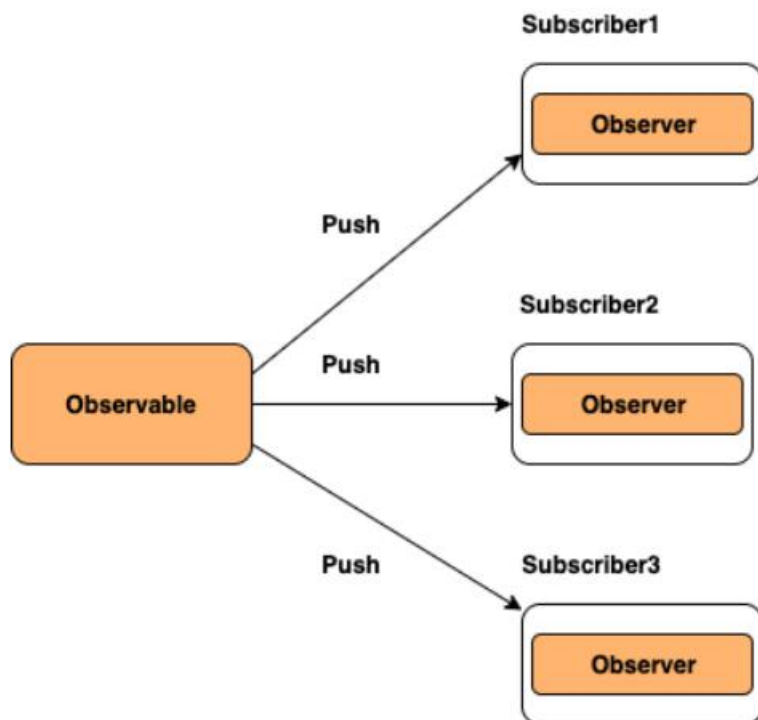 Subscriber1
Observer
Push
Subscriber2
Push
Observable
Observer
Push
Subscriber3
Observer